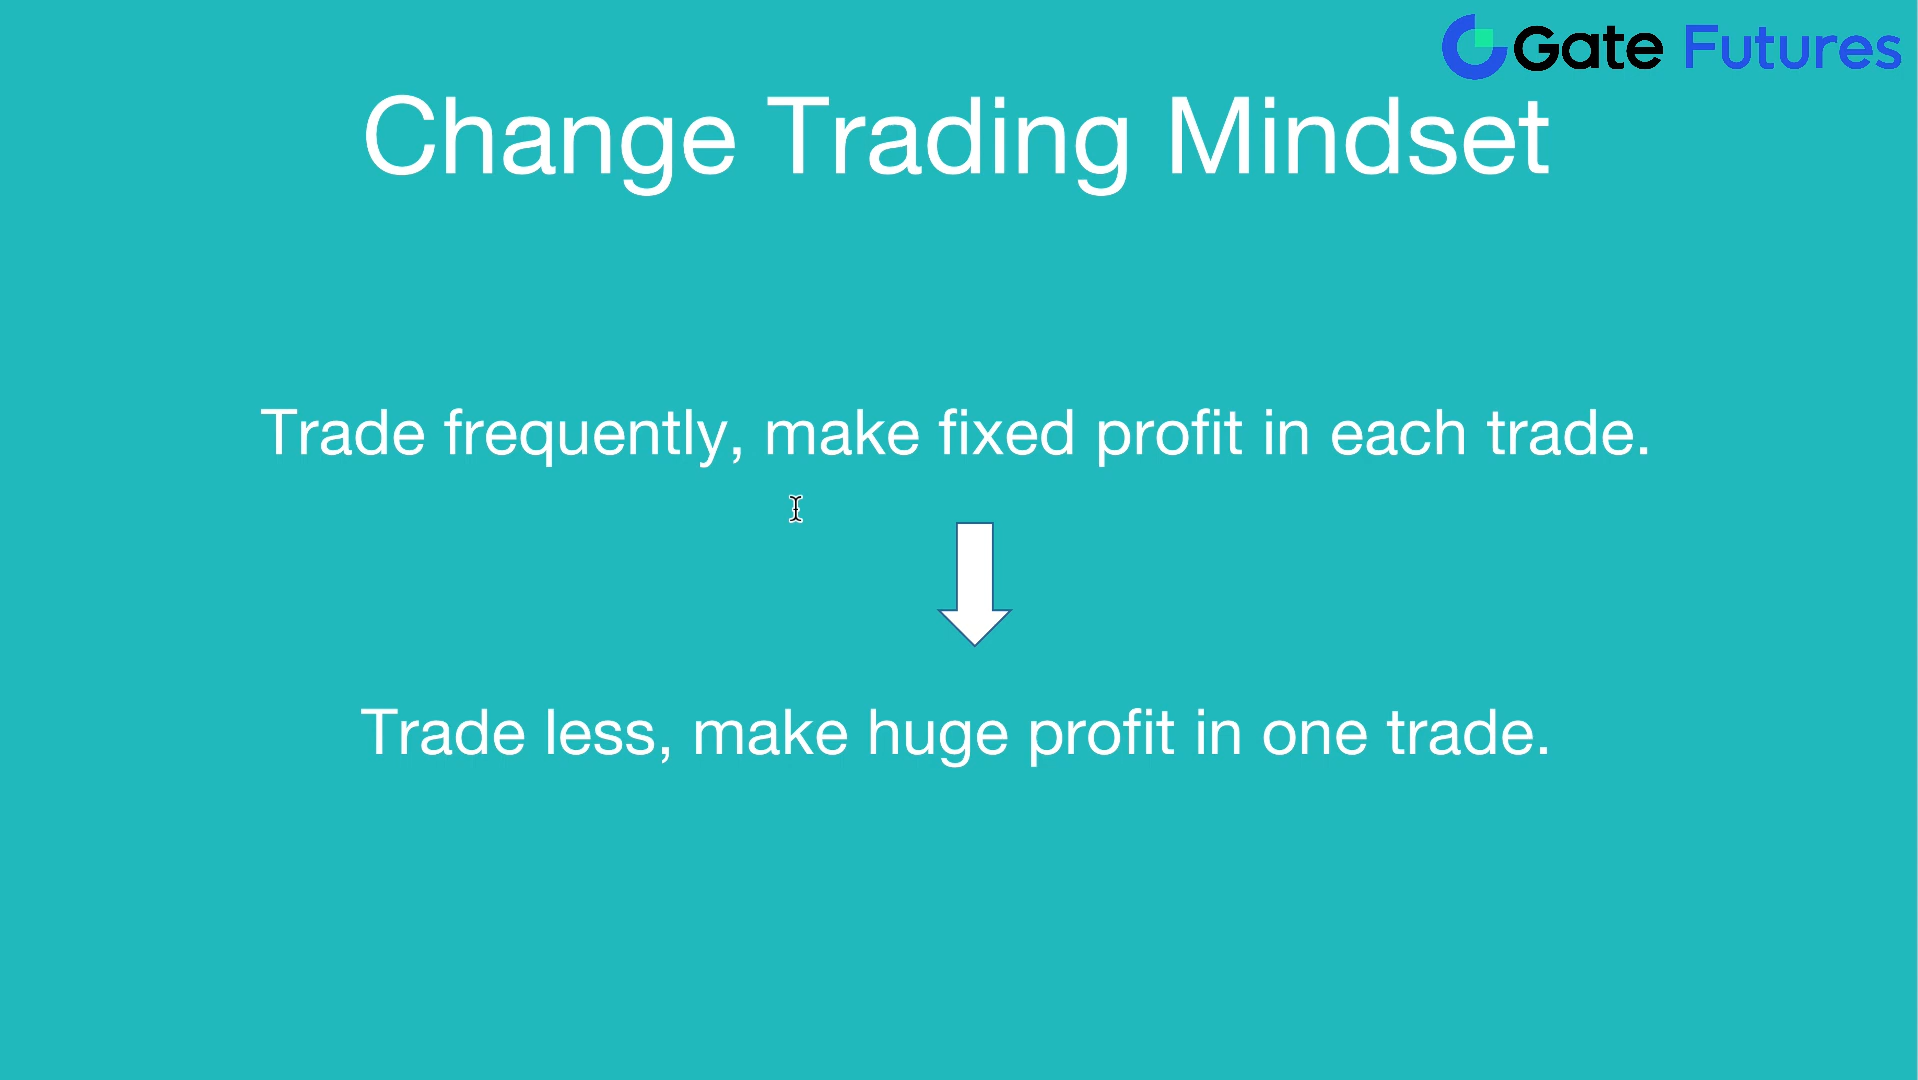 Gate Futures
Change Trading Mindset
Trade frequently, make fixed profit in each trade.
Trade less, make huge profit in one trade.